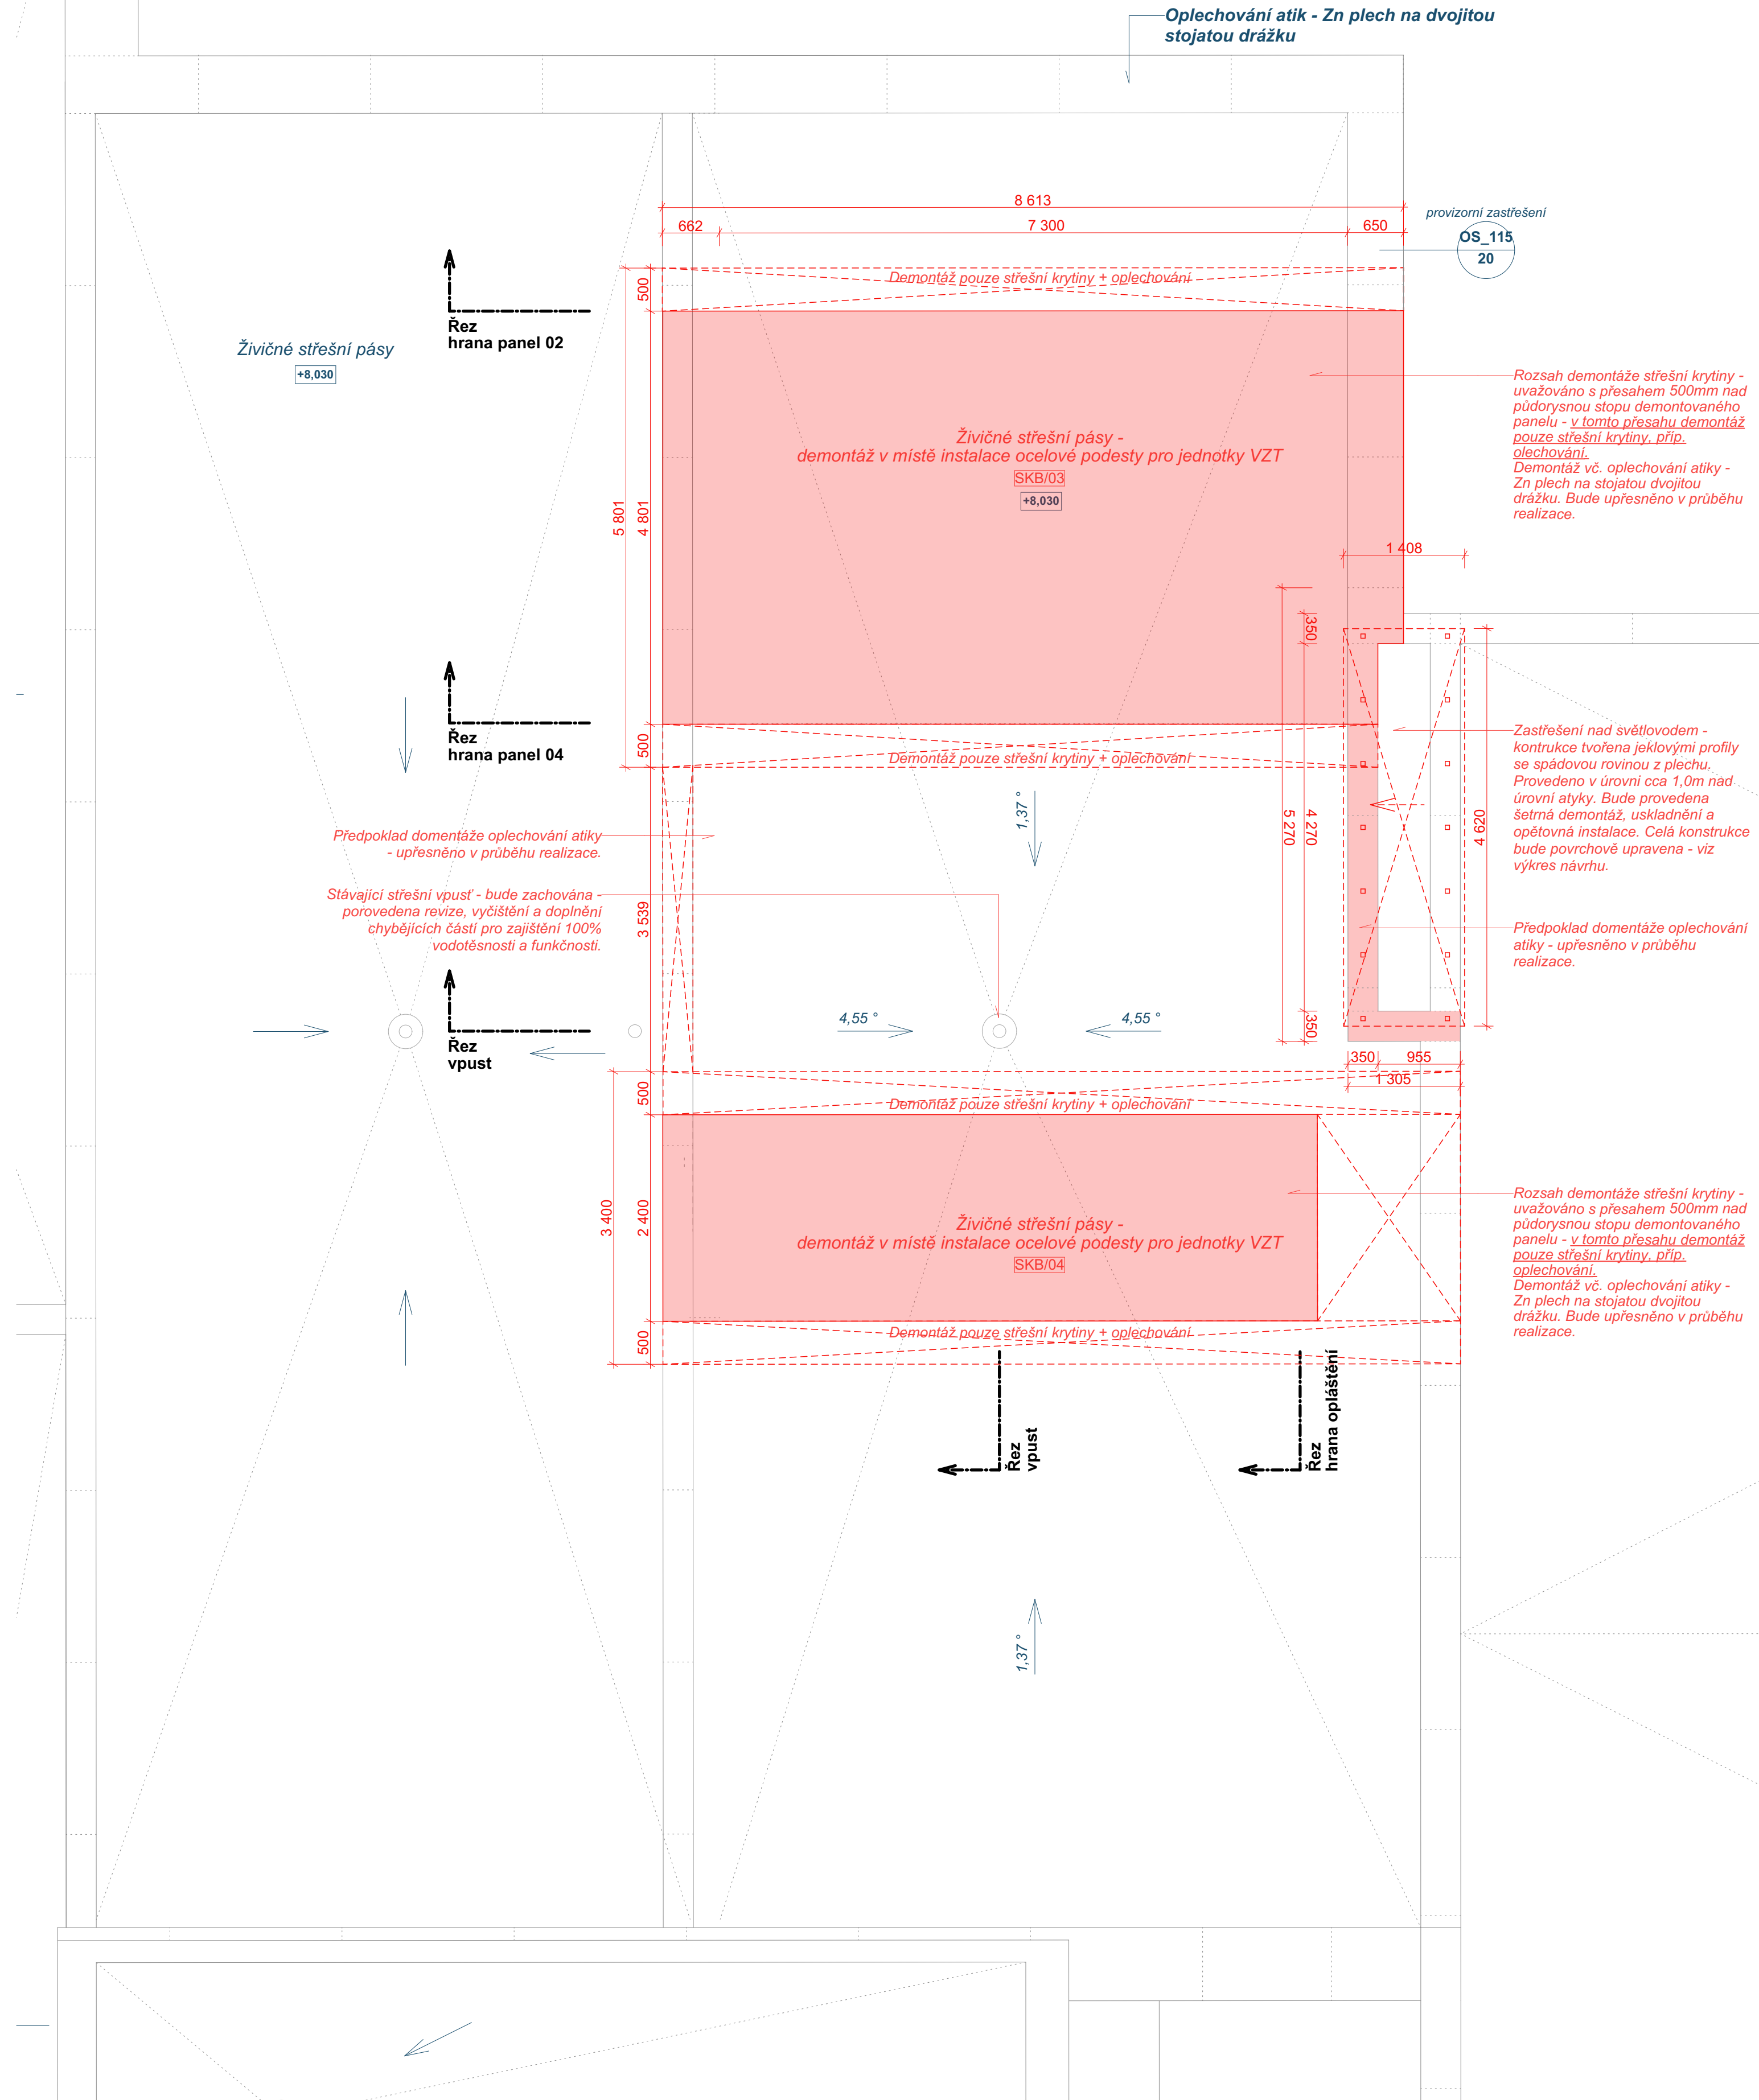 Oplechování atik - Zn plech na dvojitou
stojatou drážku
8 613
662
7 300
650
provizorní zastřešení
OS_115
20
500
Demontáž pouze střešní krytiny + oplechování
Řez
hrana panel 02
Živičné střešní pásy
+8,030
Rozsah demontáže střešní krytiny -
uvažováno s přesahem 500mm nad
půdorysnou stopu demontovaného
panelu - v tomto přesahu demontáž
pouze střešní krytiny, příp.
olechování.
Demontáž vč. oplechování atiky -
Zn plech na stojatou dvojitou
drážku. Bude upřesněno v průběhu
realizace.
Živičné střešní pásy -
demontáž v místě instalace ocelové podesty pro jednotky VZT
SKB/03
+8,030
5 801
4 801
1 408
350
Řez
hrana panel 04
500
Demontáž pouze střešní krytiny + oplechování
Zastřešení nad světlovodem -
kontrukce tvořena jeklovými profily
se spádovou rovinou z plechu.
Provedeno v úrovni cca 1,0m nad
úrovní atyky. Bude provedena
šetrná demontáž, uskladnění a
opětovná instalace. Celá konstrukce
bude povrchově upravena - viz
výkres návrhu.
1,37 °
5 270
4 270
4 620
Předpoklad domentáže oplechování atiky
- upřesněno v průběhu realizace.
Stávající střešní vpusť - bude zachována -
porovedena revize, vyčištění a doplnění
chybějících částí pro zajištění 100%
vodotěsnosti a funkčnosti.
3 539
Předpoklad domentáže oplechování
atiky - upřesněno v průběhu
realizace.
4,55 °
4,55 °
350
Řez
vpust
350
955
1 305
500
Demontáž pouze střešní krytiny + oplechování
3 400
2 400
Živičné střešní pásy -
demontáž v místě instalace ocelové podesty pro jednotky VZT
SKB/04
Rozsah demontáže střešní krytiny -
uvažováno s přesahem 500mm nad
půdorysnou stopu demontovaného
panelu - v tomto přesahu demontáž
pouze střešní krytiny, příp.
oplechování.
Demontáž vč. oplechování atiky -
Zn plech na stojatou dvojitou
drážku. Bude upřesněno v průběhu
realizace.
500
Demontáž pouze střešní krytiny + oplechování
Řez
vpust
Řez
hrana opláštění
1,37 °